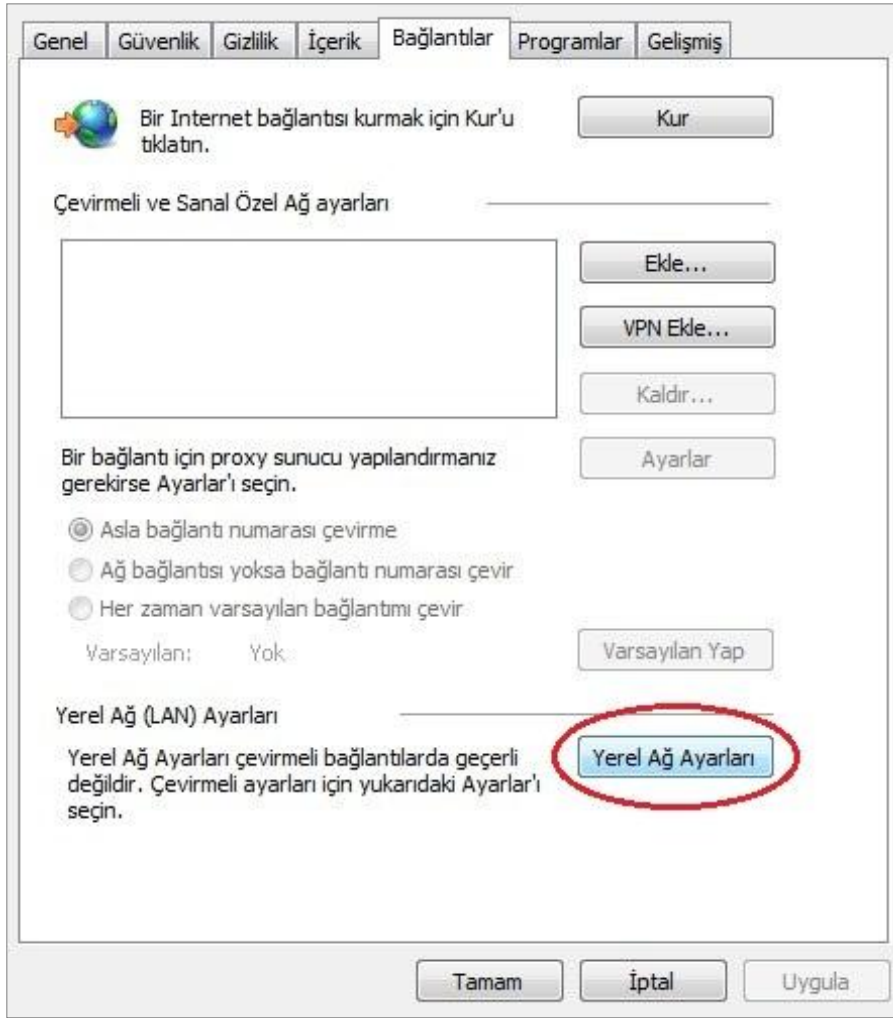 Genel Güvenlik Gizlilik İçerik Bağlantılar Programlar Gelişmiş
Bir Internet bağlantısı kurmak için Kur'u
tıklatın.
Kur
Çevirmeli ve Sanal Özel Ağ ayarları
Ekle...
VPN Ekle...
Kaldır...
Bir bağlantı için proxy sunucu yapılandırmanız
gerekirse Ayarlar'ı seçin.
Ayarlar
Asla bağlantı numarası çevirme
Ağ bağlantısı yoksa bağlantı numarası çevir
Her zaman varsayılan bağlantımı çevir
Varsayılan: Yok
Varsayılan Yap
Yerel Ağ (LAN) Ayarları
Yerel Ağ Ayarları çevirmeli bağlantılarda geçerli
değildir. Çevirmeli ayarları için yukarıdaki Ayarlar'ı
seçin.
Yerel Ağ Ayarları
Tamam İptal Uygula